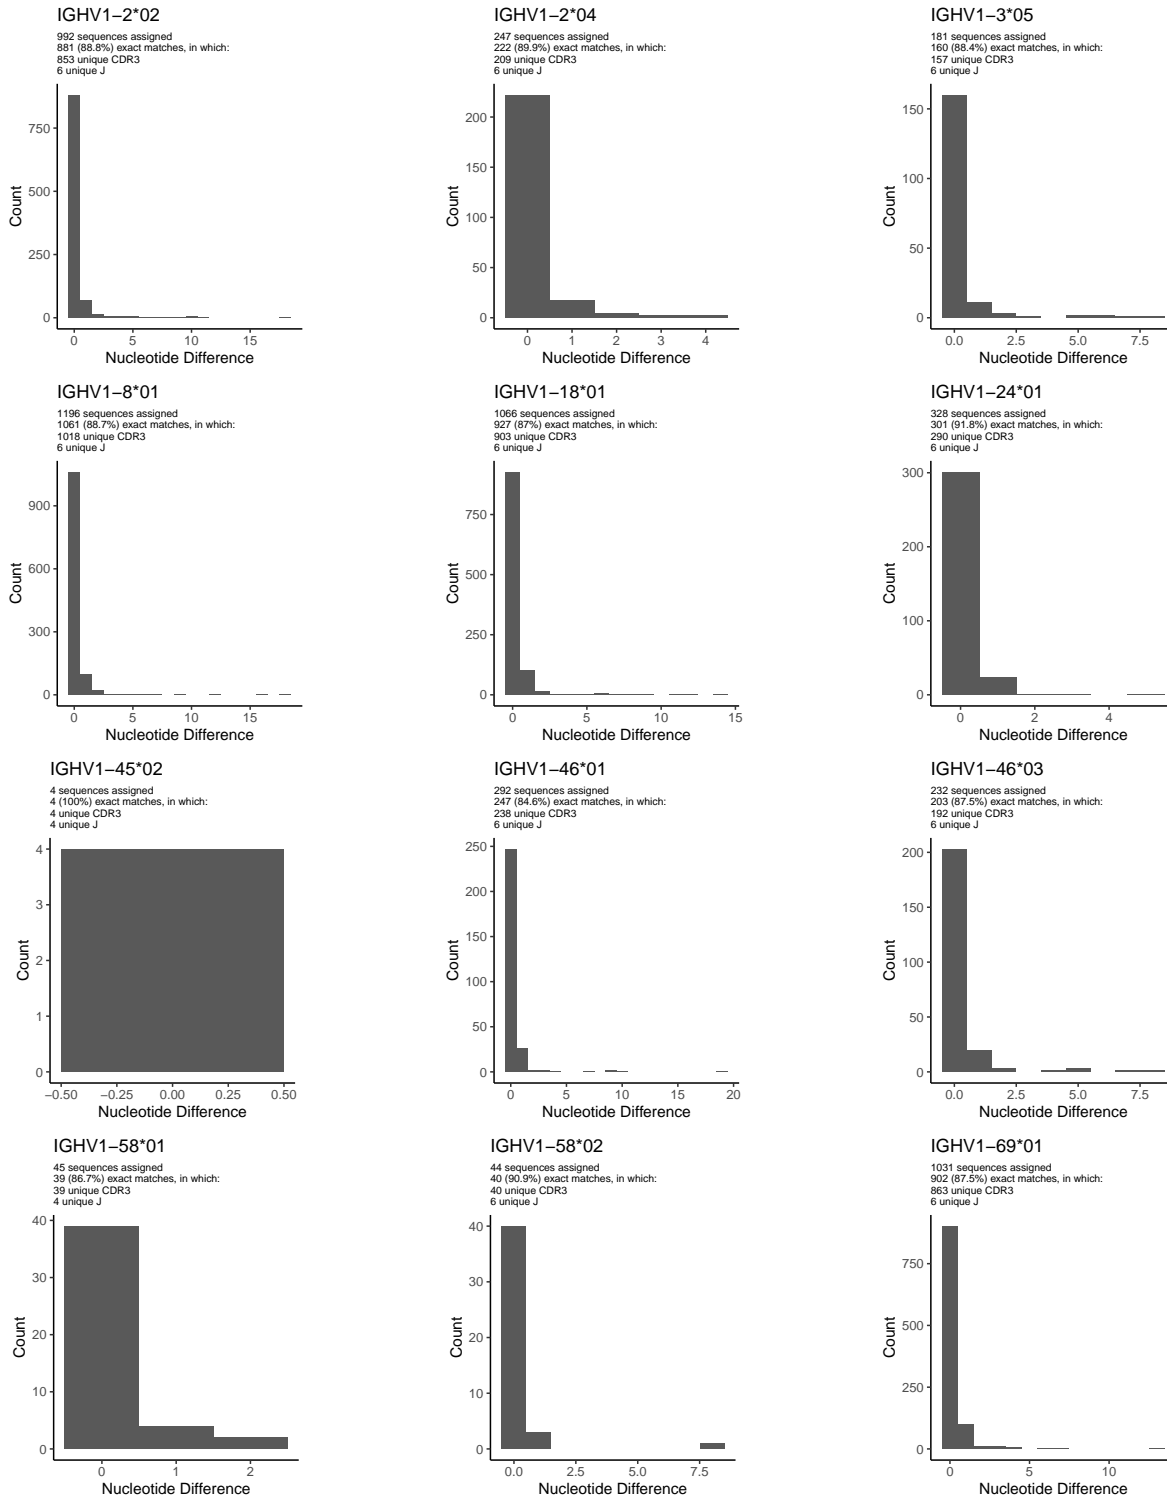 IGHV1−2*02
992 sequences assigned
881 (88.8%) exact matches, in which:
853 unique CDR3
6 unique J
750
500
250
0
Count
0 5 10 15
Nucleotide Difference
IGHV1−2*04
247 sequences assigned
222 (89.9%) exact matches, in which:
209 unique CDR3
6 unique J
200
150
100
50
0
Count
0 1 2 3 4
Nucleotide Difference
IGHV1−3*05
181 sequences assigned
160 (88.4%) exact matches, in which:
157 unique CDR3
6 unique J
150
100
50
0
Count
0.0 2.5 5.0 7.5
Nucleotide Difference
IGHV1−8*01
1196 sequences assigned
1061 (88.7%) exact matches, in which:
1018 unique CDR3
6 unique J
900
600
300
0
Count
0 5 10 15
Nucleotide Difference
IGHV1−18*01
1066 sequences assigned
927 (87%) exact matches, in which:
903 unique CDR3
6 unique J
750
500
250
0
Count
0 5 10 15
Nucleotide Difference
IGHV1−24*01
328 sequences assigned
301 (91.8%) exact matches, in which:
290 unique CDR3
6 unique J
300
200
100
0
Count
0 2 4
Nucleotide Difference
IGHV1−45*02
4 sequences assigned
4 (100%) exact matches, in which:
4 unique CDR3
4 unique J
4
3
2
1
0
Count
−0.50 −0.25 0.00 0.25 0.50
Nucleotide Difference
IGHV1−46*01
292 sequences assigned
247 (84.6%) exact matches, in which:
238 unique CDR3
6 unique J
250
200
150
100
50
0
Count
0 5 10 15 20
Nucleotide Difference
IGHV1−46*03
232 sequences assigned
203 (87.5%) exact matches, in which:
192 unique CDR3
6 unique J
200
150
100
50
0
Count
0.0 2.5 5.0 7.5
Nucleotide Difference
IGHV1−58*01
45 sequences assigned
39 (86.7%) exact matches, in which:
39 unique CDR3
4 unique J
40
30
20
10
0
Count
0 1 2
Nucleotide Difference
IGHV1−58*02
44 sequences assigned
40 (90.9%) exact matches, in which:
40 unique CDR3
6 unique J
40
30
20
10
0
Count
0.0 2.5 5.0 7.5
Nucleotide Difference
IGHV1−69*01
1031 sequences assigned
902 (87.5%) exact matches, in which:
863 unique CDR3
6 unique J
750
500
250
0
Count
0 5 10
Nucleotide Difference